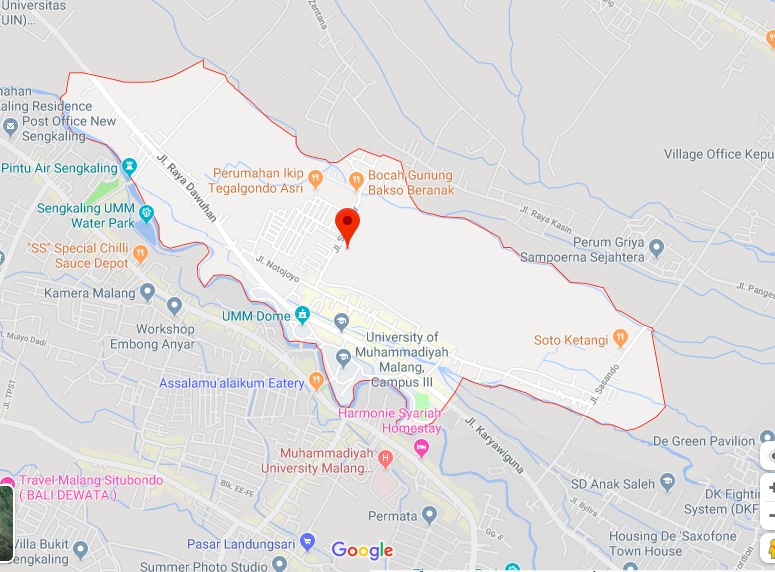 Universitas
(UIN)...
Zentana
nahan
aling Residence
Post Office New
Sengkaling
Pintu Air Sengkaling
Jl. Raya Dawuhan
Perumahan Ikip
Tegalgondo Asri
Bocah Gunung
Bakso Beranak
Village Office Kepu
Sengkaling UMM
Water Park
Jl. Raya Kasin
"SS" Special Chilli
Sauce Depot
Jl. S
Perum Griya
Sampoerna Sejahtera
Jl. Notojoyo
Kamera Malang
Jl. Panges
UMM Dome
Workshop
Embong Anyar
Jl. Mulyo Dadi
University of
Muhammadiyah
Malang,
Campus III
Soto Ketangi
Jl. TPST
Assalamu'alaikum Eatery
Jl. Sasando
Harmonie Syariah
Homestay
Jl. Karyawiguna
De Green Pavilion
Muhammadiyah
University Malang...
Travel Malang Situbondo
( BALI DEWATA )
Blk. EE-FF
SD Anak Saleh
DK Fighti
System (DKF
Jl. Bylira
Permata
Gg. 8
Villa Bukit
Sengkaling
Pasar Landungsari
Google
Housing De 'Saxofone
Town House
Summer Photo Studio